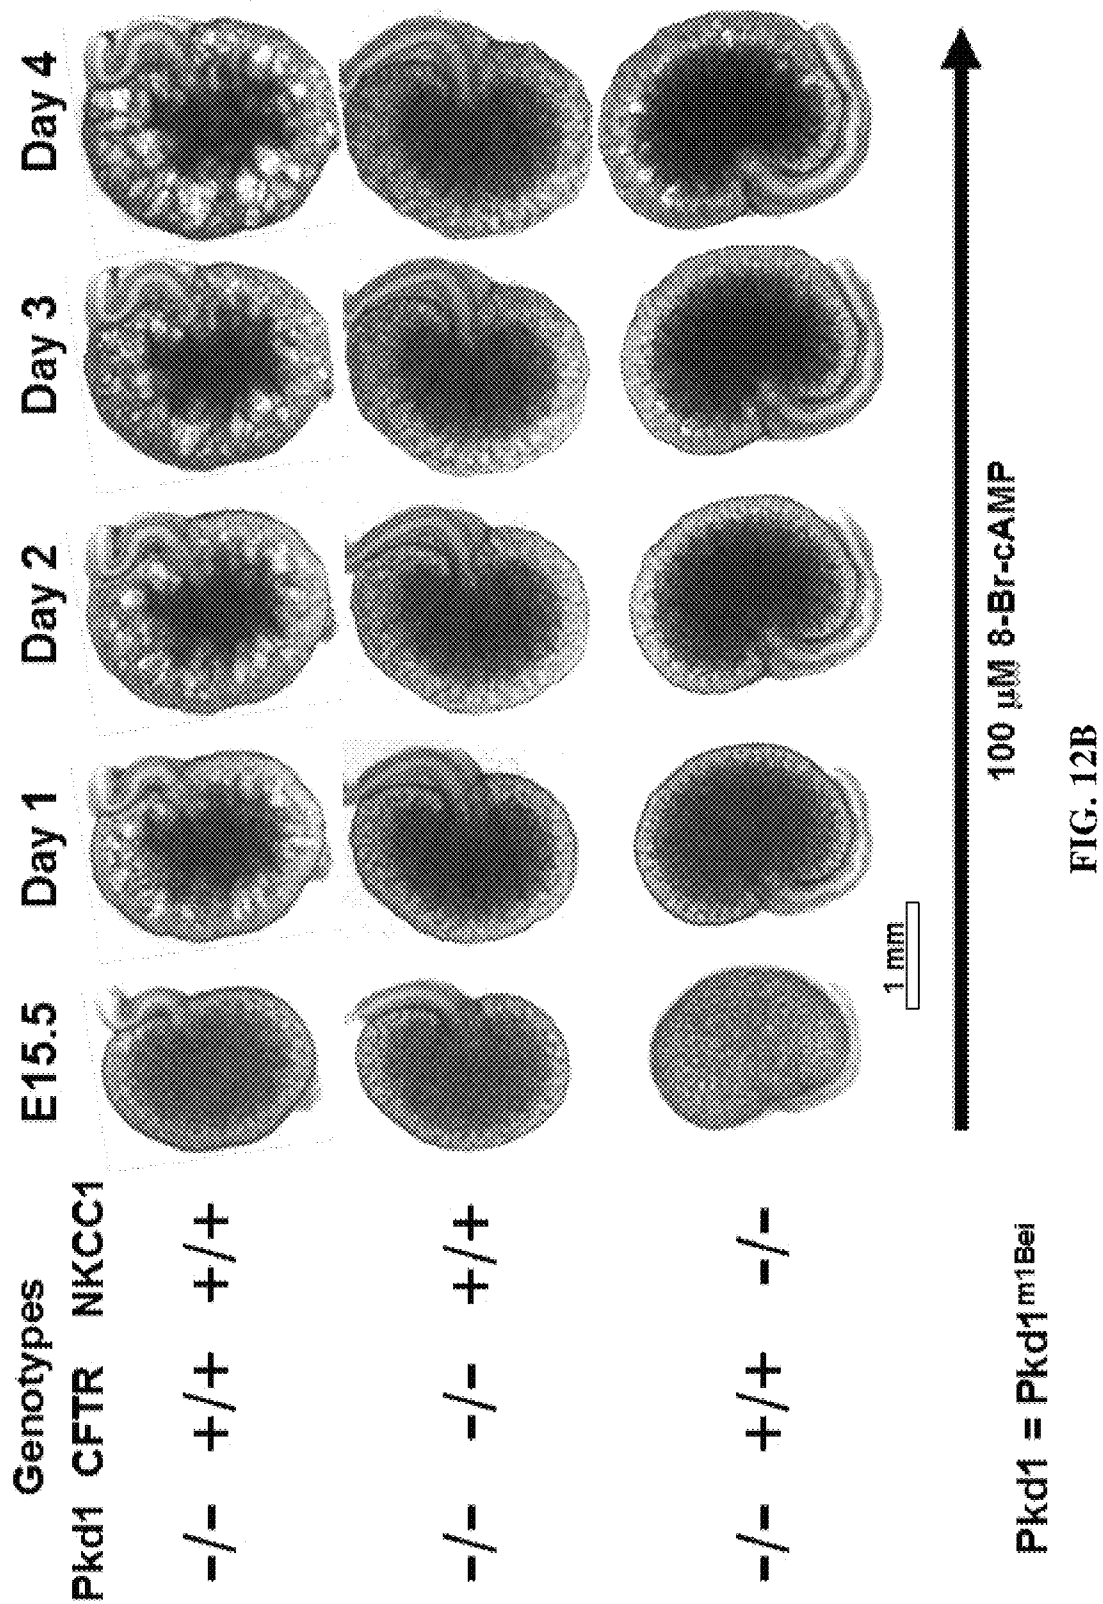 Genotypes
Pkd1 CFTR NKCC1 E15.5 Day 1 Day 2 Day 3 Day 4
-/- +/+ +/+
-/- -/- +/+
-/- +/+ -/-
1 mm
100 µM 8-Br-cAMP
Pkd1 = Pkd1m1Bei
FIG. 12B